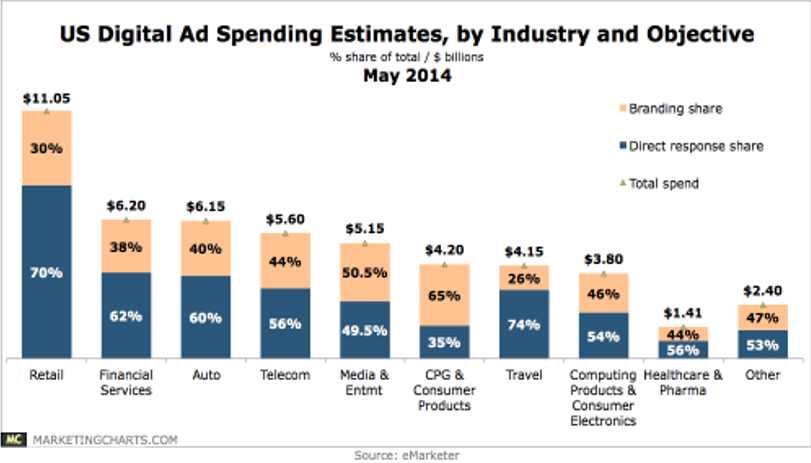 US Digital Ad Spending Estimates, by Industry and Objective
% share of total / $ billions
May 2014
Branding share
Direct response share
Total spend
$11.05
30%
70%
$6.20
38%
62%
$6.15
40%
60%
$5.60
44%
56%
$5.15
50.5%
49.5%
$4.20
65%
35%
$4.15
26%
74%
$3.80
46%
54%
$1.41
44%
56%
$2.40
47%
53%
Retail
Financial
Services
Auto
Telecom
Media &
Entmt
CPG &
Consumer
Products
Travel
Computing
Products &
Consumer
Electronics
Healthcare &
Pharma
Other
MC MARKETINGCHARTS.COM
Source: eMarketer